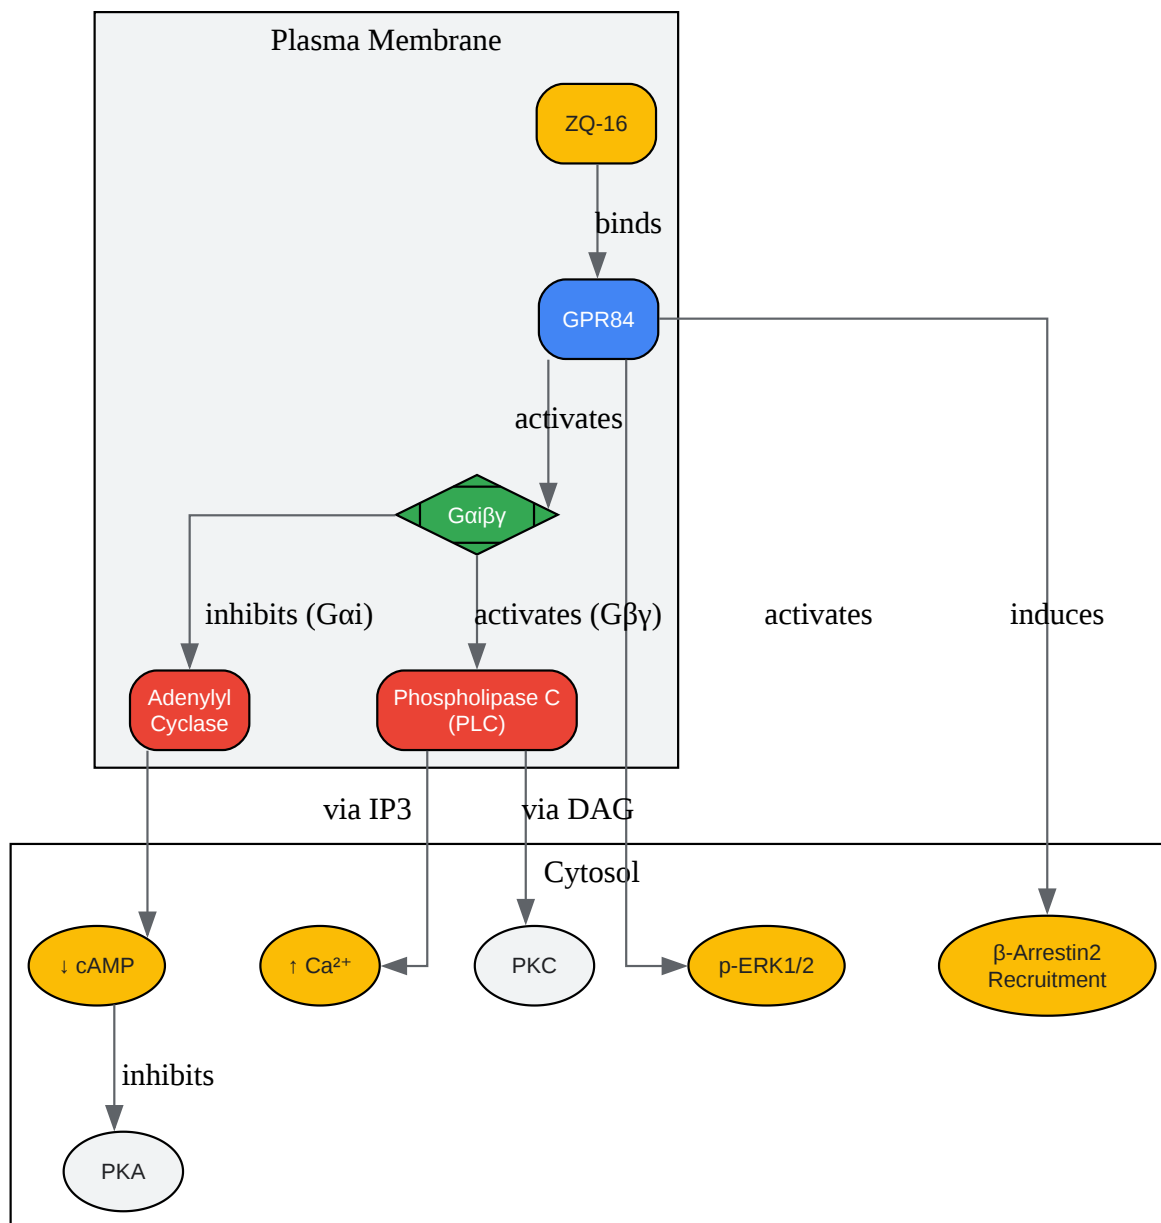 Plasma Membrane
ZQ-16
binds
GPR84
activates
Gαiβγ
inhibits (Gαi)
activates (Gβγ)
activates
induces
Adenylyl
Cyclase
Phospholipase C
(PLC)
via IP3
via DAG
Cytosol
↓ cAMP
↑ Ca²⁺
PKC
p-ERK1/2
β-Arrestin2
Recruitment
inhibits
PKA